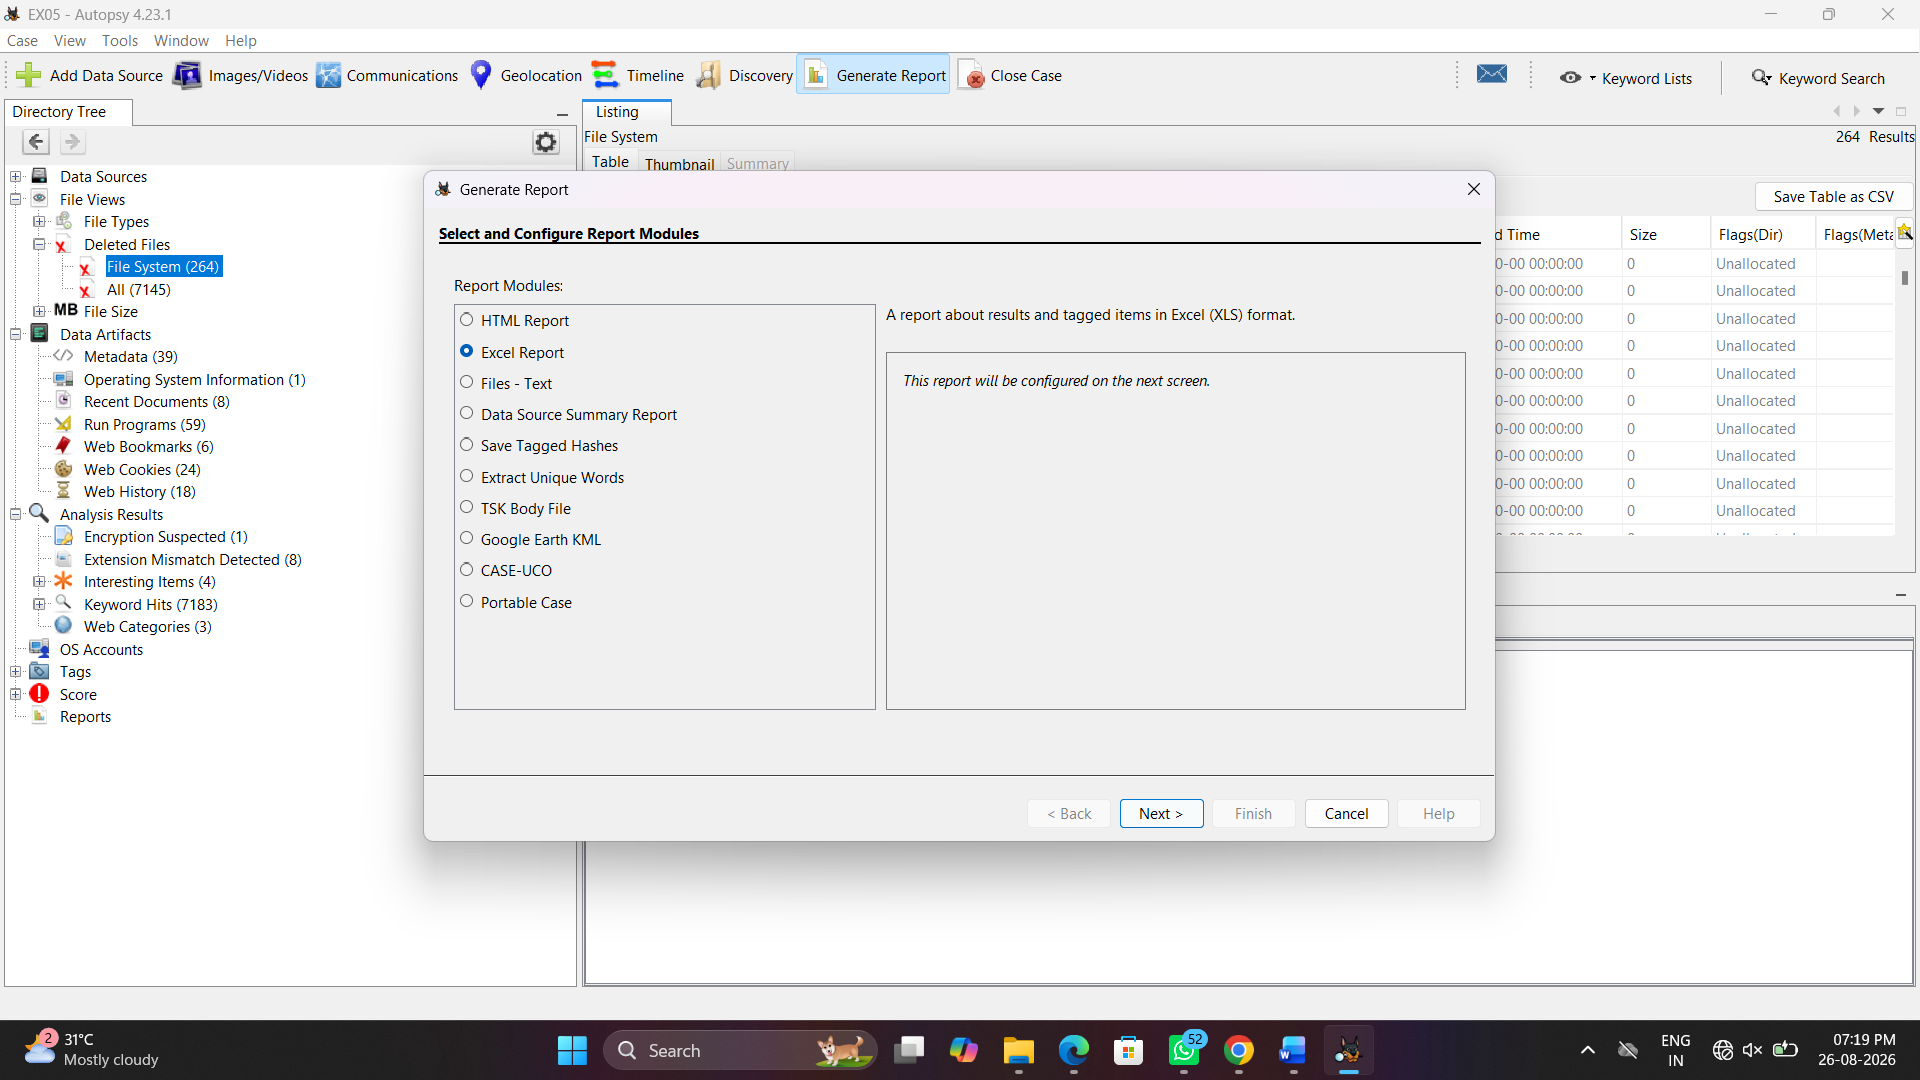 EX05 - Autopsy 4.23.1
Case View Tools Window Help
Add Data Source Images/Videos Communications Geolocation Timeline Discovery Generate Report Close Case Keyword Lists Keyword Search
Directory Tree
Listing
File System
264 Results
Table Thumbnail Summary
Save Table as CSV
Data Sources
File Views
File Types
Deleted Files
File System (264)
All (7145)
MB File Size
Data Artifacts
Metadata (39)
Operating System Information (1)
Recent Documents (8)
Run Programs (59)
Web Bookmarks (6)
Web Cookies (24)
Web History (18)
Analysis Results
Encryption Suspected (1)
Extension Mismatch Detected (8)
Interesting Items (4)
Keyword Hits (7183)
Web Categories (3)
OS Accounts
Tags
Score
Reports
Generate Report
Select and Configure Report Modules
Report Modules:
HTML Report
Excel Report
Files - Text
Data Source Summary Report
Save Tagged Hashes
Extract Unique Words
TSK Body File
Google Earth KML
CASE-UCO
Portable Case
A report about results and tagged items in Excel (XLS) format.
This report will be configured on the next screen.
< Back Next > Finish Cancel Help
d Time Size Flags(Dir) Flags(Meta
0-00 00:00:00 0 Unallocated
0-00 00:00:00 0 Unallocated
0-00 00:00:00 0 Unallocated
0-00 00:00:00 0 Unallocated
0-00 00:00:00 0 Unallocated
0-00 00:00:00 0 Unallocated
0-00 00:00:00 0 Unallocated
0-00 00:00:00 0 Unallocated
0-00 00:00:00 0 Unallocated
0-00 00:00:00 0 Unallocated
2
31°C
Mostly cloudy
Search
52
ENG
IN
07:19 PM
26-08-2026